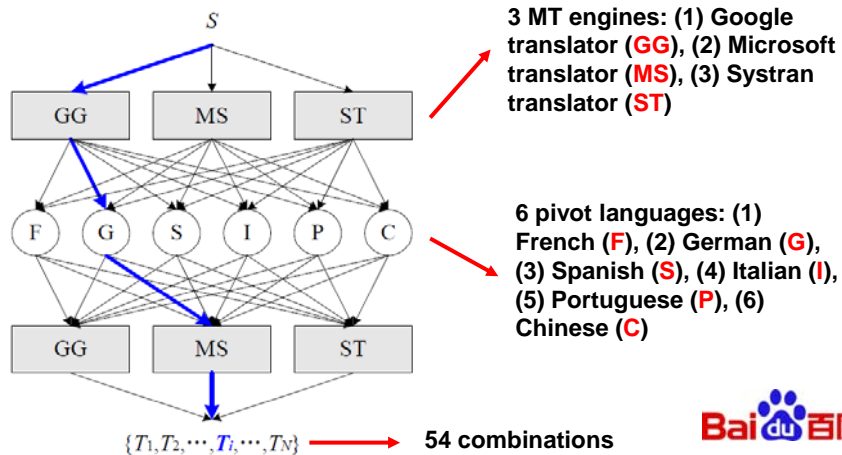 S
3 MT engines: (1) Google
translator (GG), (2) Microsoft
translator (MS), (3) Systran
translator (ST)
GG MS ST
F G S I P C
6 pivot languages: (1)
French (F), (2) German (G),
(3) Spanish (S), (4) Italian (I),
(5) Portuguese (P), (6)
Chinese (C)
GG MS ST
{T1,T2,⋯,Ti,⋯,TN}
54 combinations
Bai du 百